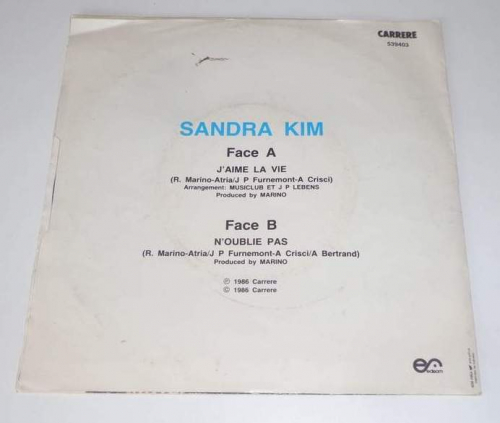 CARRERE
539403
SANDRA KIM
Face A
J'AIME LA VIE
(R. Marino-Atria/J P Furnemont-A Crisci)
Arrangement: MUSICLUB ET J P LEBENS
Produced by MARINO
Face B
N'OUBLIE PAS
(R. Marino-Atria/J P Furnemont-A Crisci/A Bertrand)
Produced by MARINO
℗ 1986 Carrere
© 1986 Carrere